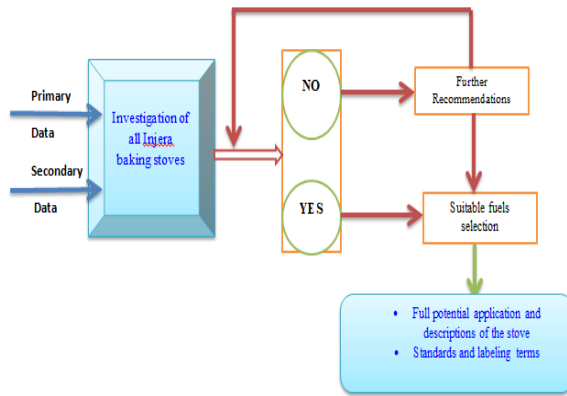 Primary
Data
Secondary
Data
Investigation of
all Injera
baking stoves
NO
YES
Further
Recommendations
Suitable fuels
selection
• Full potential application and
descriptions of the stove
• Standards and labeling terms